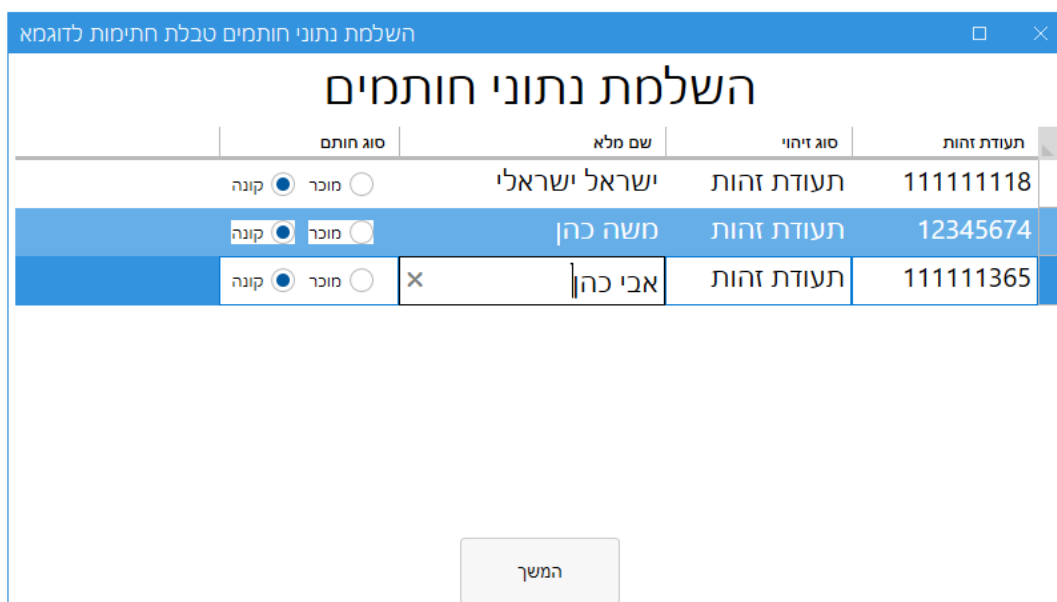 השלמת נתוני חותמים טבלת חתימות לדוגמא
השלמת נתוני חותמים
תעודת זהות סוג זיהוי שם מלא סוג חותם
111111118 תעודת זהות ישראל ישראלי מוכר קונה
12345674 תעודת זהות משה כהן מוכר קונה
111111365 תעודת זהות אבי כהן מוכר קונה
המשך